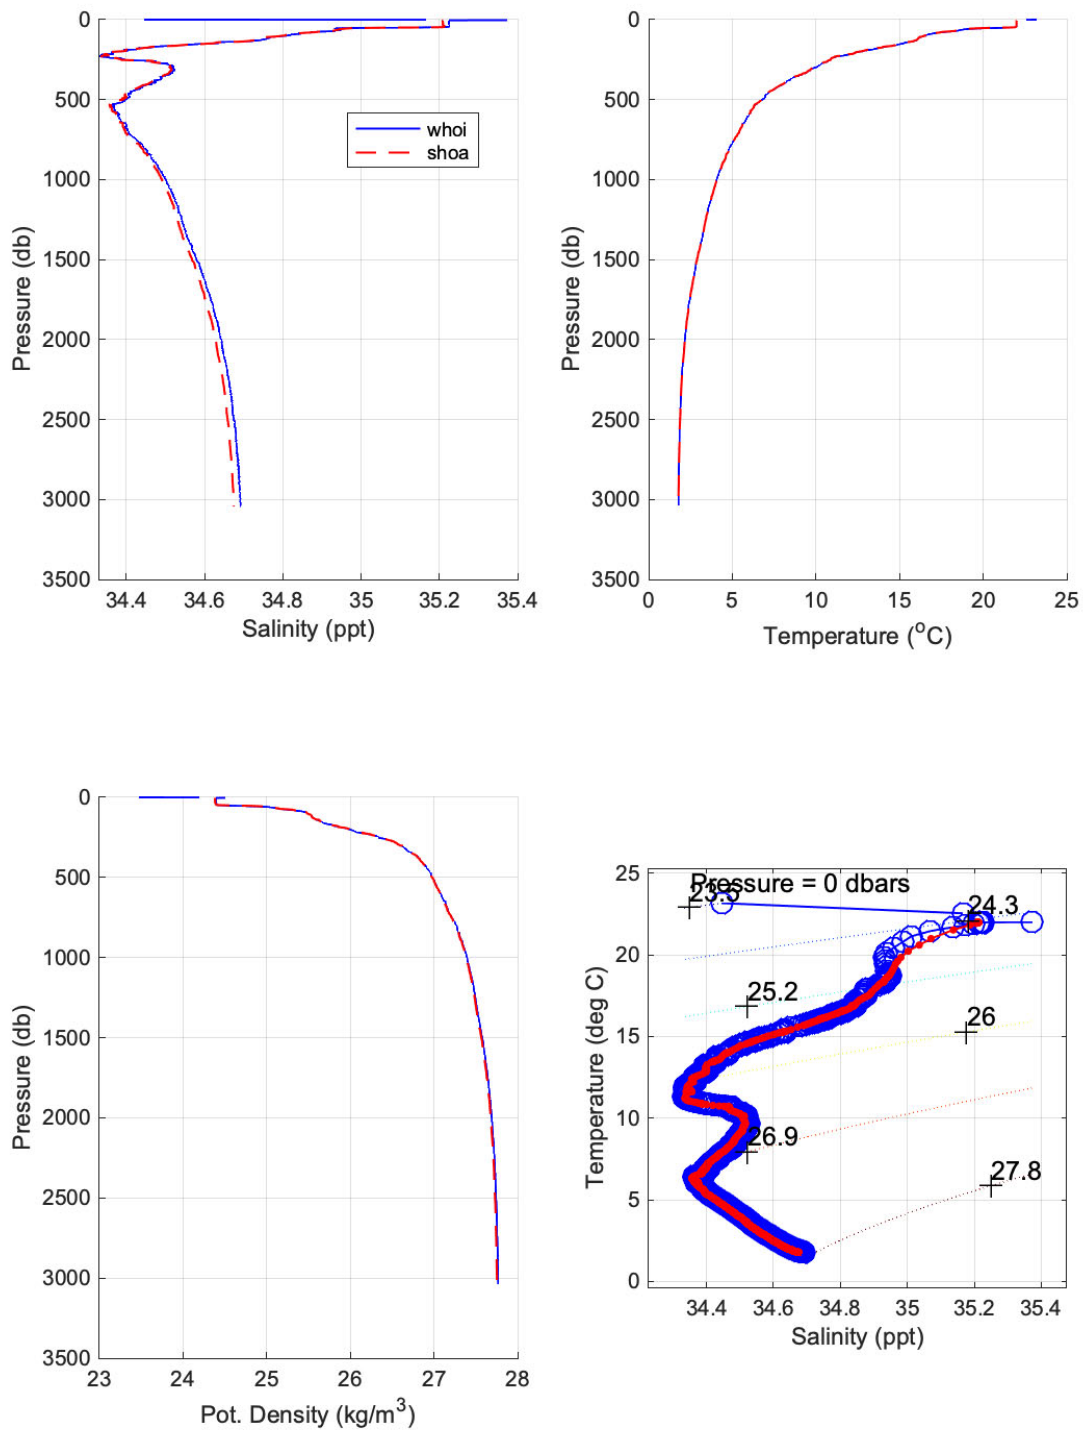 0
500
1000
1500
2000
2500
3000
3500
Pressure (db)
34.4 34.6 34.8 35 35.2 35.4
Salinity (ppt)
whoi
shoa
0
500
1000
1500
2000
2500
3000
3500
Pressure (db)
0 5 10 15 20 25
Temperature (°C)
0
500
1000
1500
2000
2500
3000
3500
Pressure (db)
23 24 25 26 27 28
Pot. Density (kg/m³)
25
20
15
10
5
0
Temperature (deg C)
Pressure = 0 dbars
23.5
24.3
25.2
26
26.9
27.8
34.4 34.6 34.8 35 35.2 35.4
Salinity (ppt)